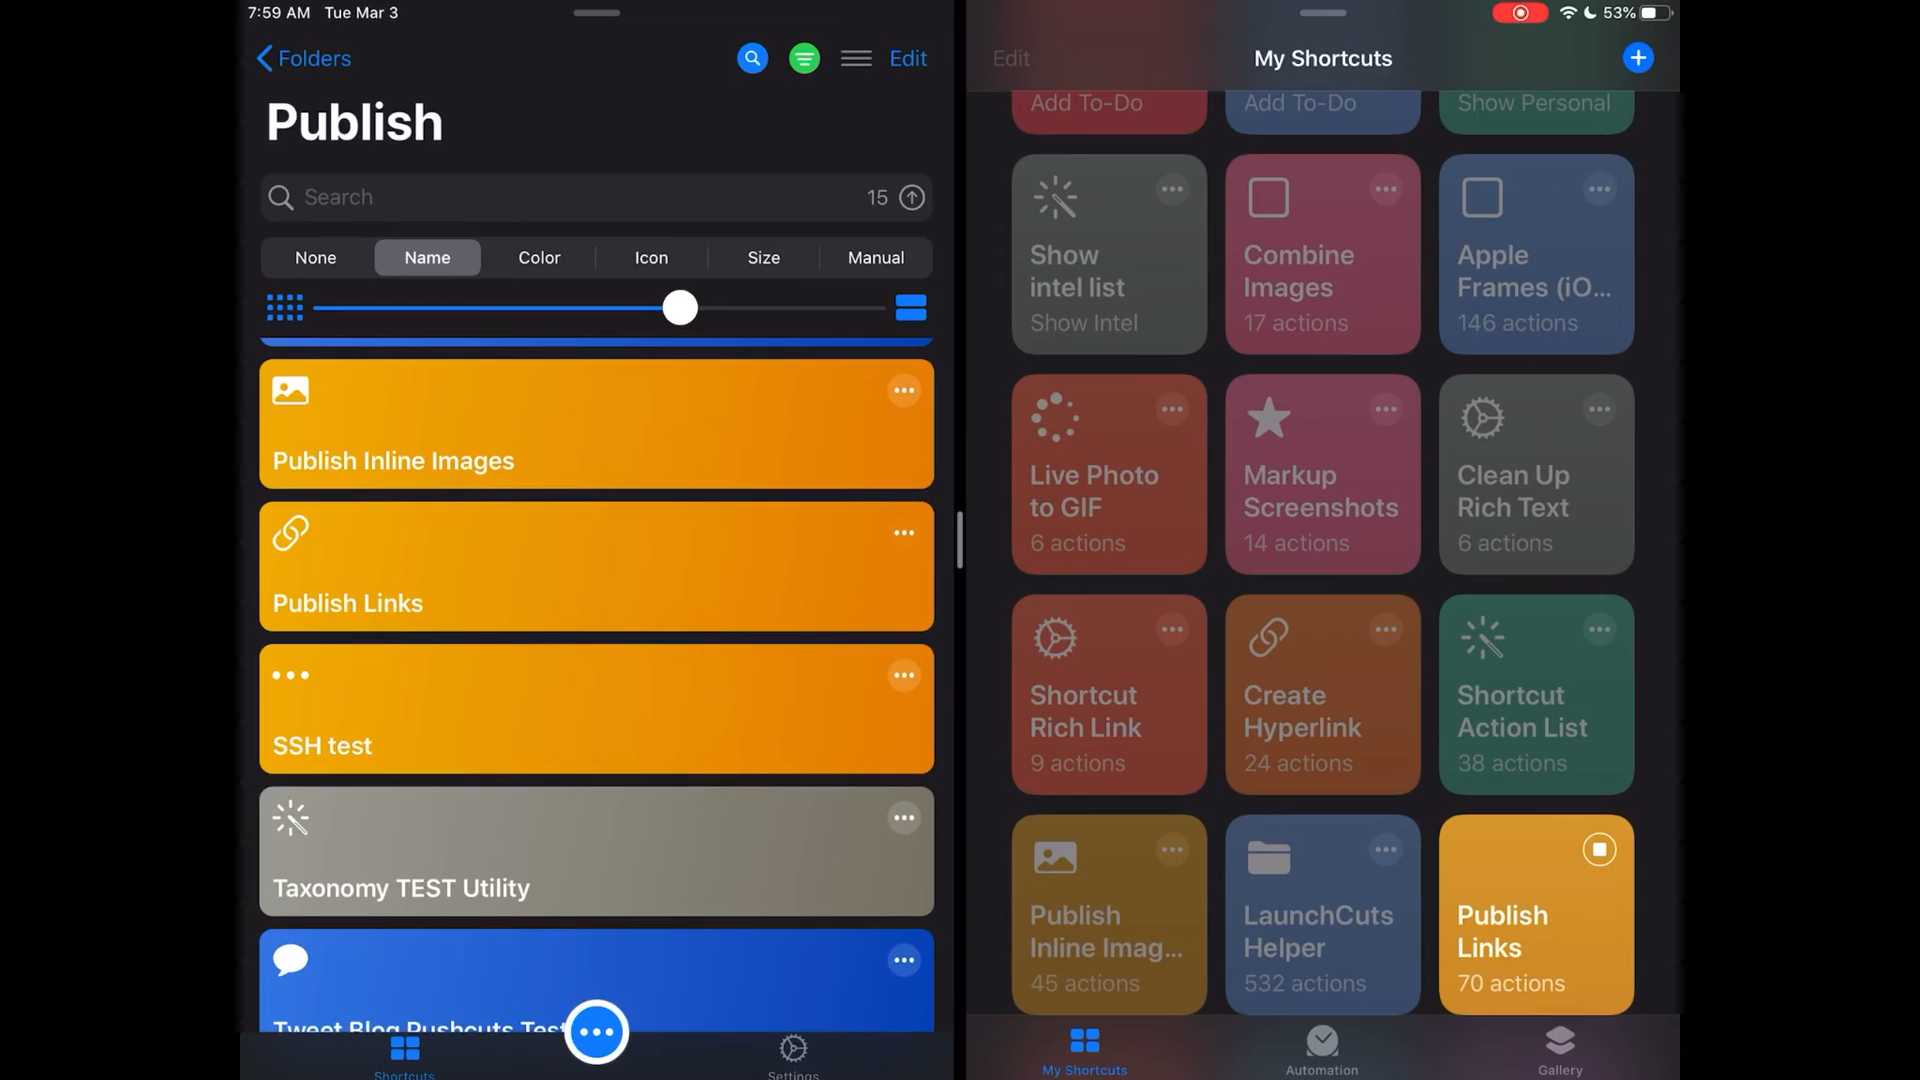 7:59 AM Tue Mar 3
53%
Folders
Edit
Publish
Search
15
None
Name
Color
Icon
Size
Manual
Publish Inline Images
Publish Links
SSH test
Taxonomy TEST Utility
Tweet Blog Pushcuts Test
Shortcuts
Settings
Edit
My Shortcuts
Add To-Do
Add To-Do
Show Personal
Show
intel list
Show Intel
Combine
Images
17 actions
Apple
Frames (iO...
146 actions
Live Photo
to GIF
6 actions
Markup
Screenshots
14 actions
Clean Up
Rich Text
6 actions
Shortcut
Rich Link
9 actions
Create
Hyperlink
24 actions
Shortcut
Action List
38 actions
Publish
Inline Imag...
45 actions
LaunchCuts
Helper
532 actions
Publish
Links
70 actions
My Shortcuts
Automation
Gallery